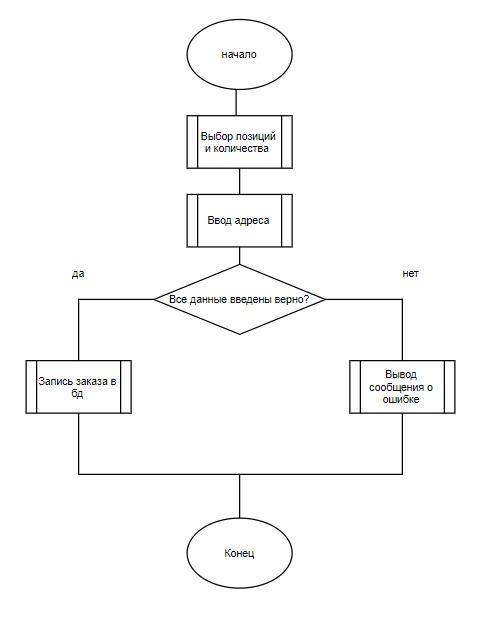 начало
Выбор позиций
и количества
Ввод адреса
да
нет
Все данные введены верно?
Запись заказа в
бд
Вывод
сообщения о
ошибке
Конец